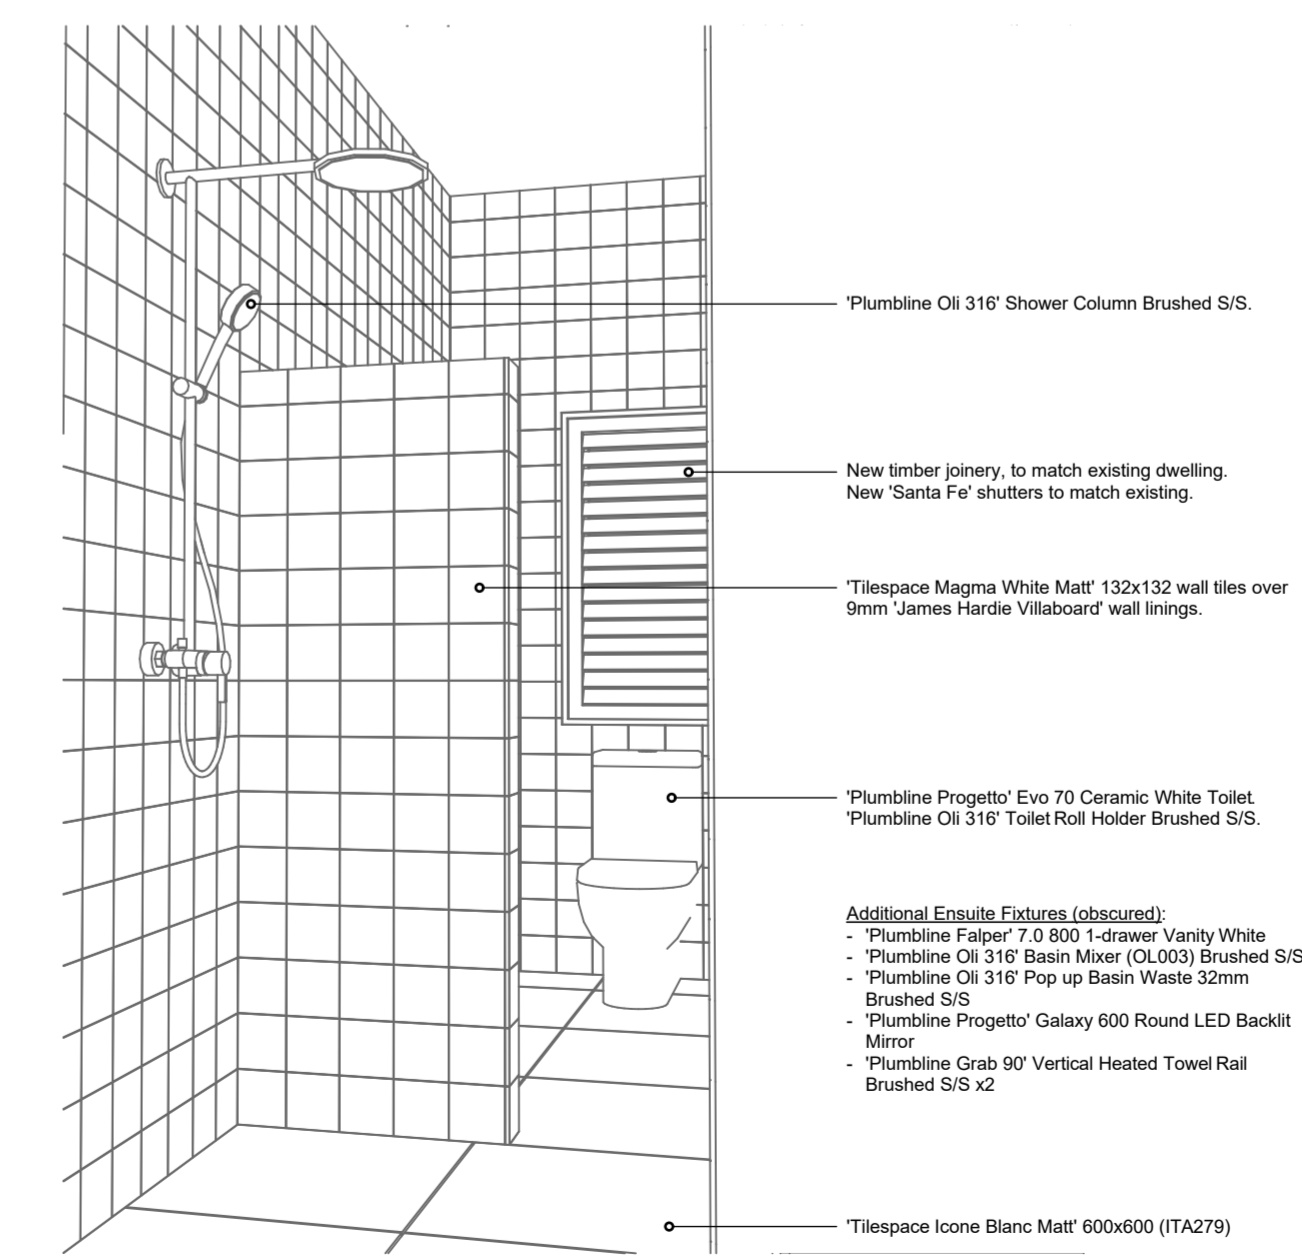 'Plumbline Oli 316' Shower Column Brushed S/S.
New timber joinery, to match existing dwelling.
New 'Santa Fe' shutters to match existing.
'Tilespace Magma White Matt' 132x132 wall tiles over
9mm 'James Hardie Villaboard' wall linings.
'Plumbline Progetto' Evo 70 Ceramic White Toilet.
'Plumbline Oli 316' Toilet Roll Holder Brushed S/S.
Additional Ensuite Fixtures (obscured):
- 'Plumbline Falper' 7.0 800 1-drawer Vanity White
- 'Plumbline Oli 316' Basin Mixer (OL003) Brushed S/S
- 'Plumbline Oli 316' Pop up Basin Waste 32mm
Brushed S/S
- 'Plumbline Progetto' Galaxy 600 Round LED Backlit
Mirror
- 'Plumbline Grab 90' Vertical Heated Towel Rail
Brushed S/S x2
'Tilespace Icone Blanc Matt' 600x600 (ITA279)